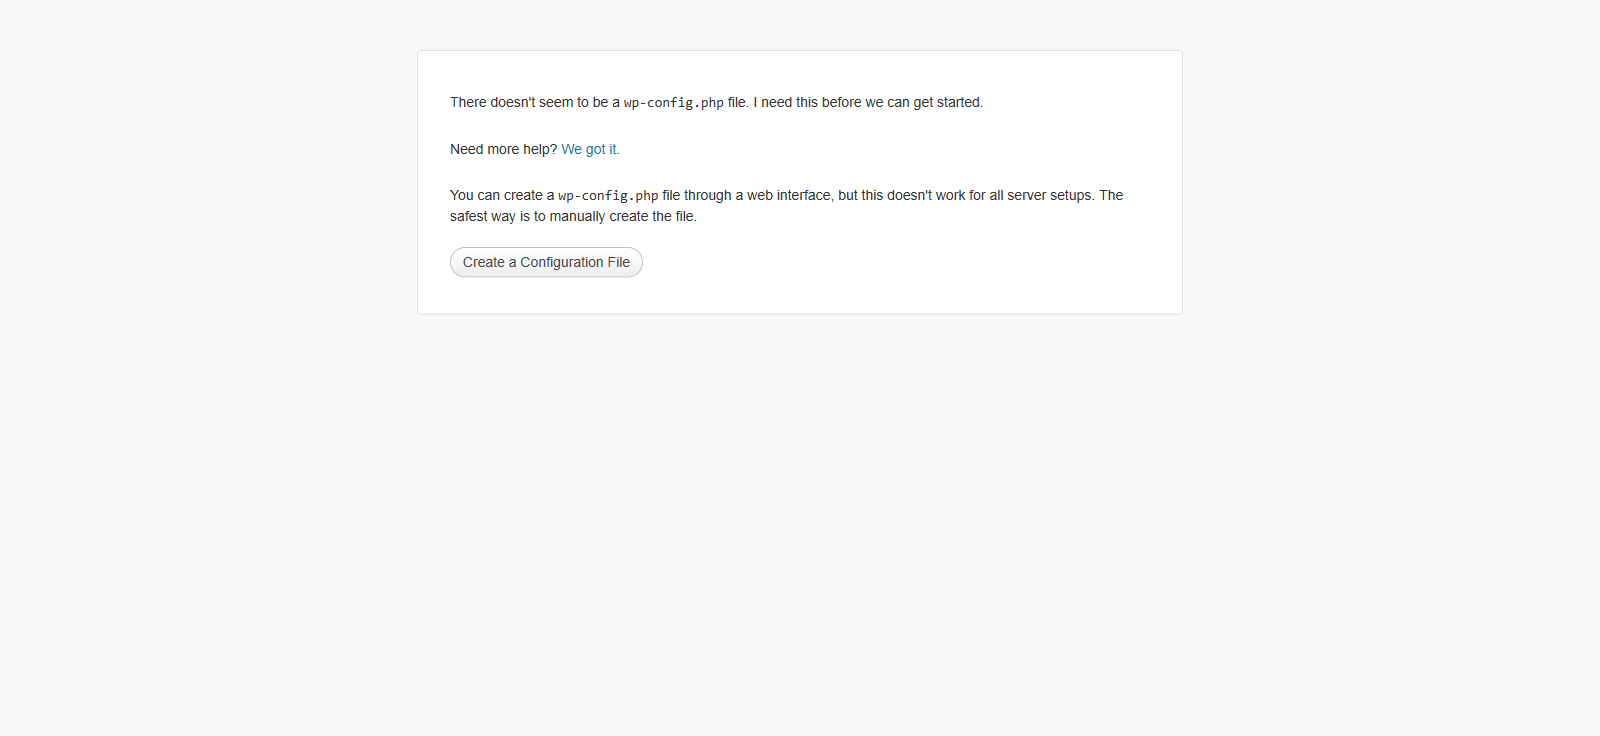 There doesn't seem to be a wp-config.php file. I need this before we can get started.
Need more help? We got it.
You can create a wp-config.php file through a web interface, but this doesn't work for all server setups. The
safest way is to manually create the file.
Create a Configuration File